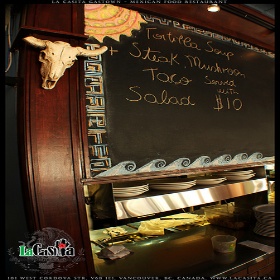 LA CASITA GASTOWN - MEXICAN FOOD RESTAURANT
Tortilla Soup
+ Steak Mushroom
Taco Served
with
Salad $10
LaCasita
101 WEST CORDOVA STR. V6B 1E1, VANCOUVER, BC, CANADA. WWW.LACASITA.CA